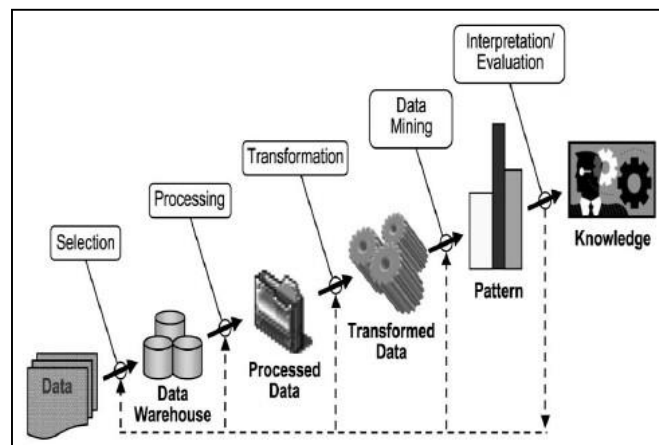 Interpretation/
Evaluation
Data
Mining
Transformation
Processing
Selection
Knowledge
Pattern
Transformed
Data
Processed
Data
Data
Warehouse
Data